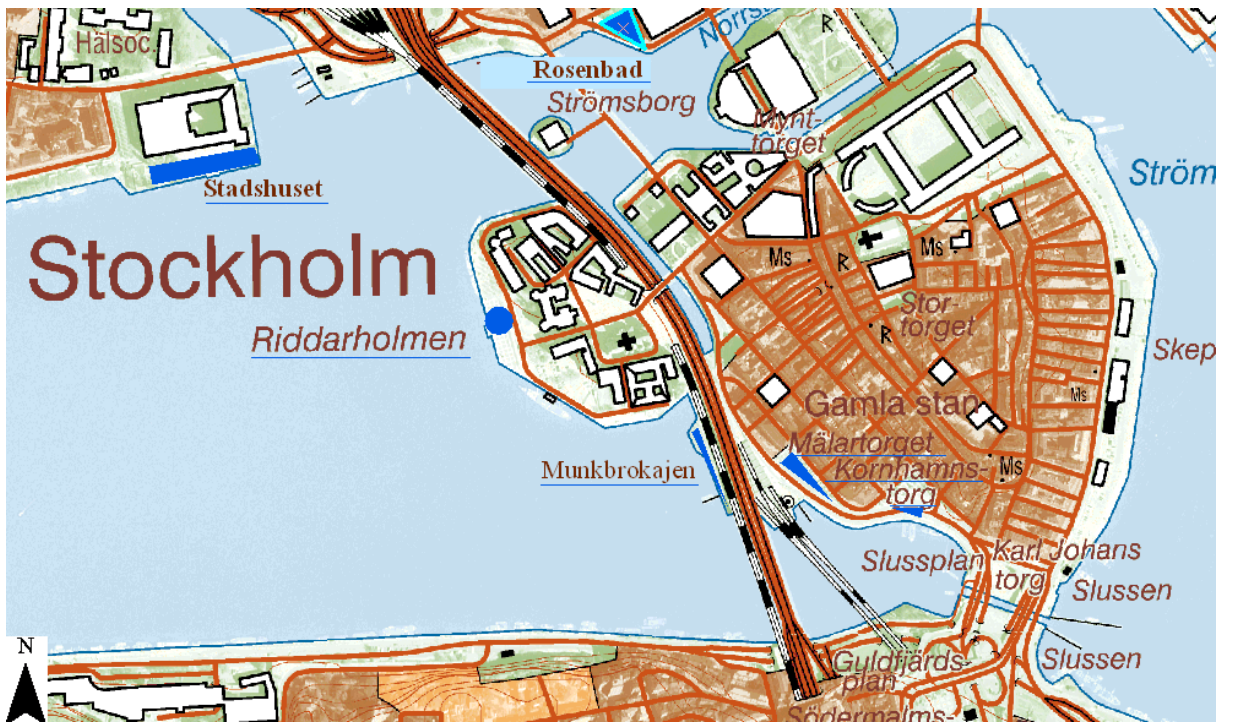 Hälsoc
Norrst
R
Rosenbad
Strömsborg
Mynt-
torget
Ström
Stadshuset
Stockholm
Riddarholmen
Ms
R
Ms
Stor-
torget
R
Skep
Gamla stan
Ms
Mälartorget
Kornhamns-
torg
Ms
Munkbrokajen
Slussplan
Karl Johans
torg
Slussen
N
Guldfjärds-
plan
Slussen
Södermalms-